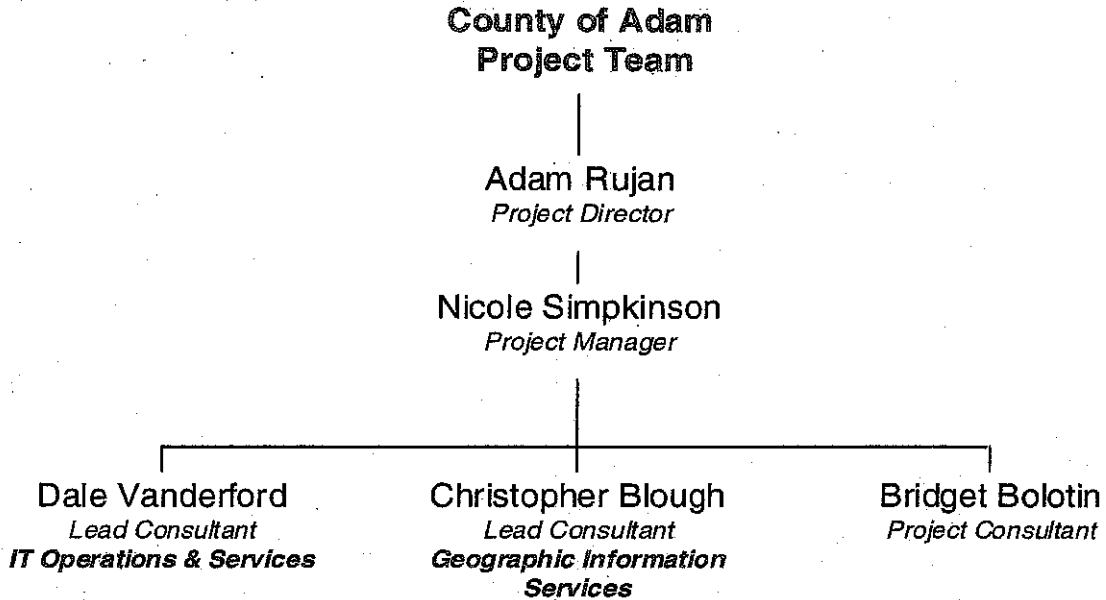 County of Adam
Project Team
Adam Rujan
Project Director
Nicole Simpkinson
Project Manager
Dale Vanderford
Lead Consultant
IT Operations & Services
Christopher Blough
Lead Consultant
Geographic Information
Services
Bridget Bolotin
Project Consultant